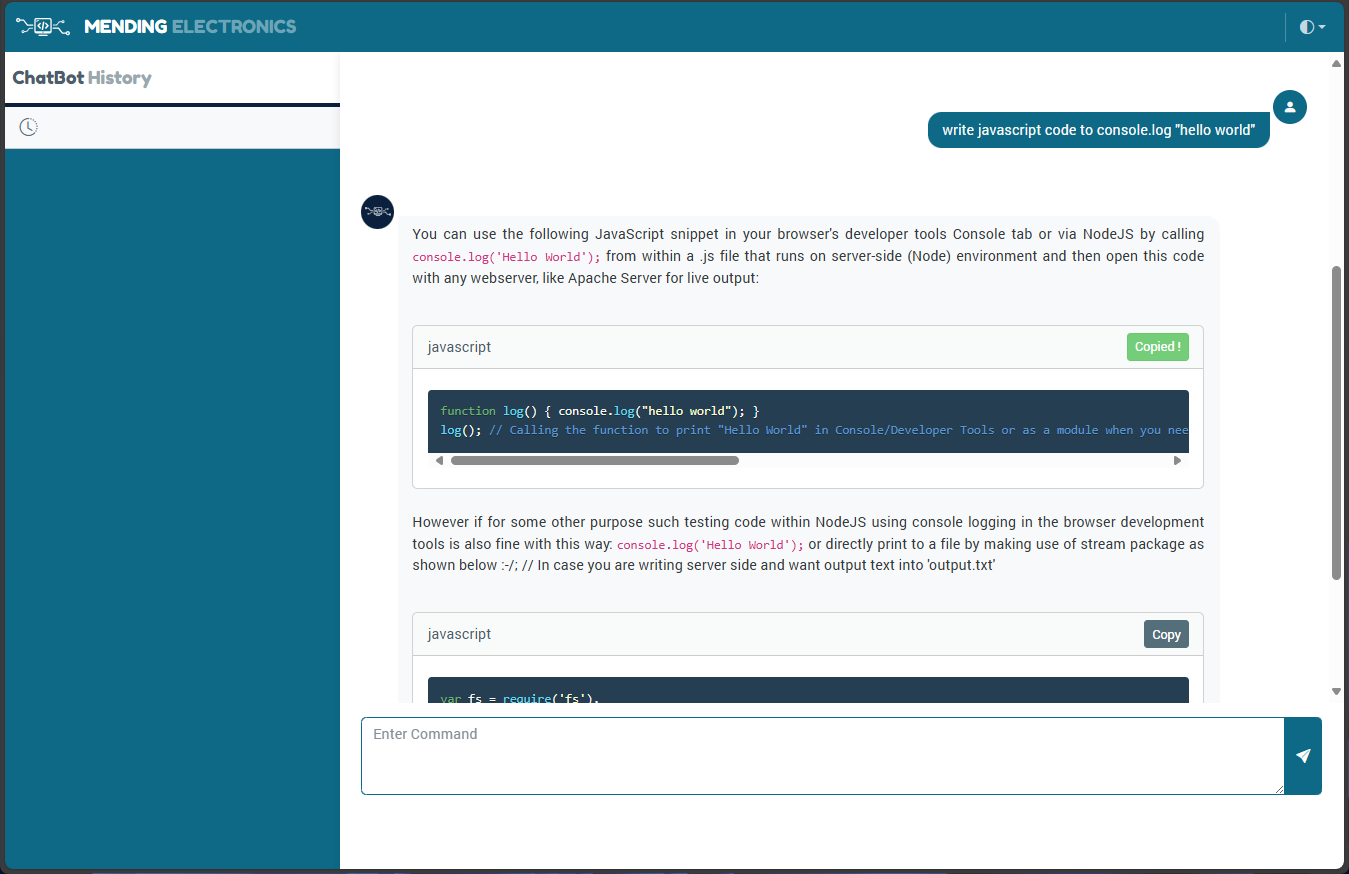 MENDING ELECTRONICS
ChatBot History
write javascript code to console.log "hello world"
You can use the following JavaScript snippet in your browser's developer tools Console tab or via NodeJS by calling
console.log('Hello World'); from within a .js file that runs on server-side (Node) environment and then open this code
with any webserver, like Apache Server for live output:
javascript
Copied !
function log() { console.log("hello world"); }
log(); // Calling the function to print "Hello World" in Console/Developer Tools or as a module when you nee
However if for some other purpose such testing code within NodeJS using console logging in the browser development
tools is also fine with this way: console.log('Hello World'); or directly print to a file by making use of stream package as
shown below :-/; // In case you are writing server side and want output text into 'output.txt'
javascript
Copy
var fs = require('fs')
Enter Command